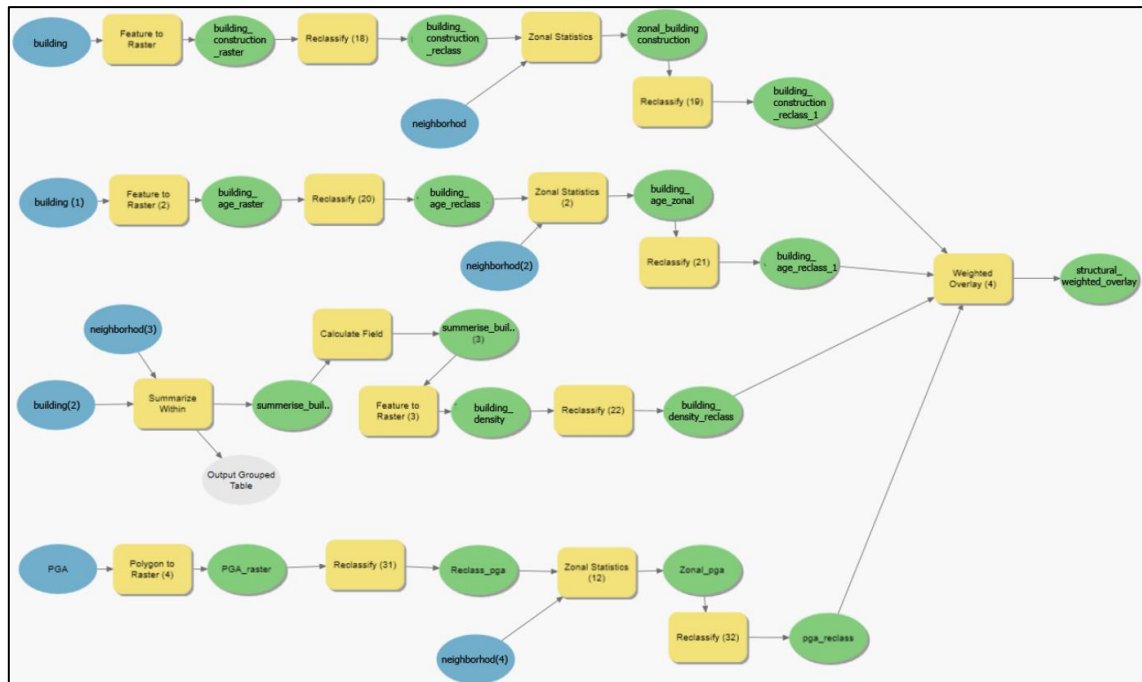 building
Feature to
Raster
building_
construction
_raster
Reclassify (18)
building_
construction
_reclass
Zonal Statistics
zonal_building
construction
neighborhod
Reclassify (19)
building_
construction
_reclass_1
building (1)
Feature to
Raster (2)
building_
age_raster
Reclassify (20)
building_
age_reclass
Zonal Statistics
(2)
building_
age_zonal
neighborhod(2)
Reclassify (21)
building_
age_reclass_1
Weighted
Overlay (4)
structural_
weighted_overlay
neighborhod(3)
Calculate Field
summerise_buil..
(3)
building(2)
Summarize
Within
summerise_buil..
Feature to
Raster (3)
building_
density
Reclassify (22)
building_
density_reclass
Output Grouped
Table
PGA
Polygon to
Raster (4)
PGA_raster
Reclassify (31)
Reclass_pga
Zonal Statistics
(12)
Zonal_pga
neighborhod(4)
Reclassify (32)
pga_reclass